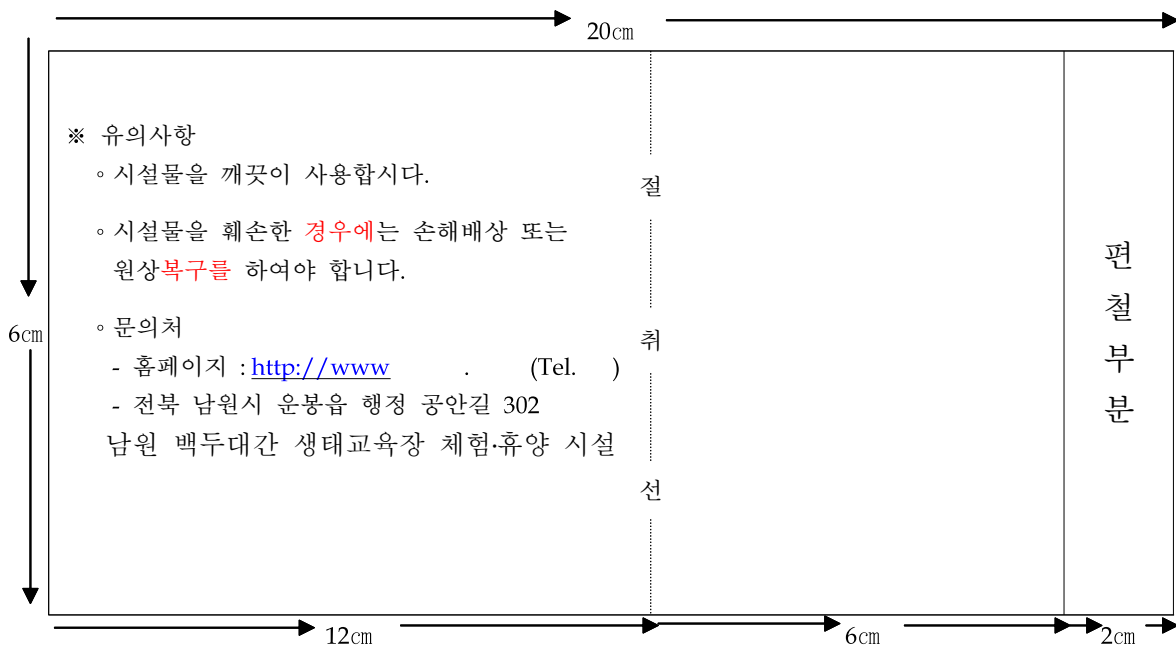 20㎝
※ 유의사항
◦시설물을 깨끗이 사용합시다.
◦시설물을 훼손한 경우에는 손해배상 또는
원상복구를 하여야 합니다.
◦문의처
- 홈페이지 : http://www . (Tel. )
- 전북 남원시 운봉읍 행정 공안길 302
남원 백두대간 생태교육장 체험·휴양 시설
6㎝
절
취
선
편
철
부
분
12㎝
6㎝
2㎝